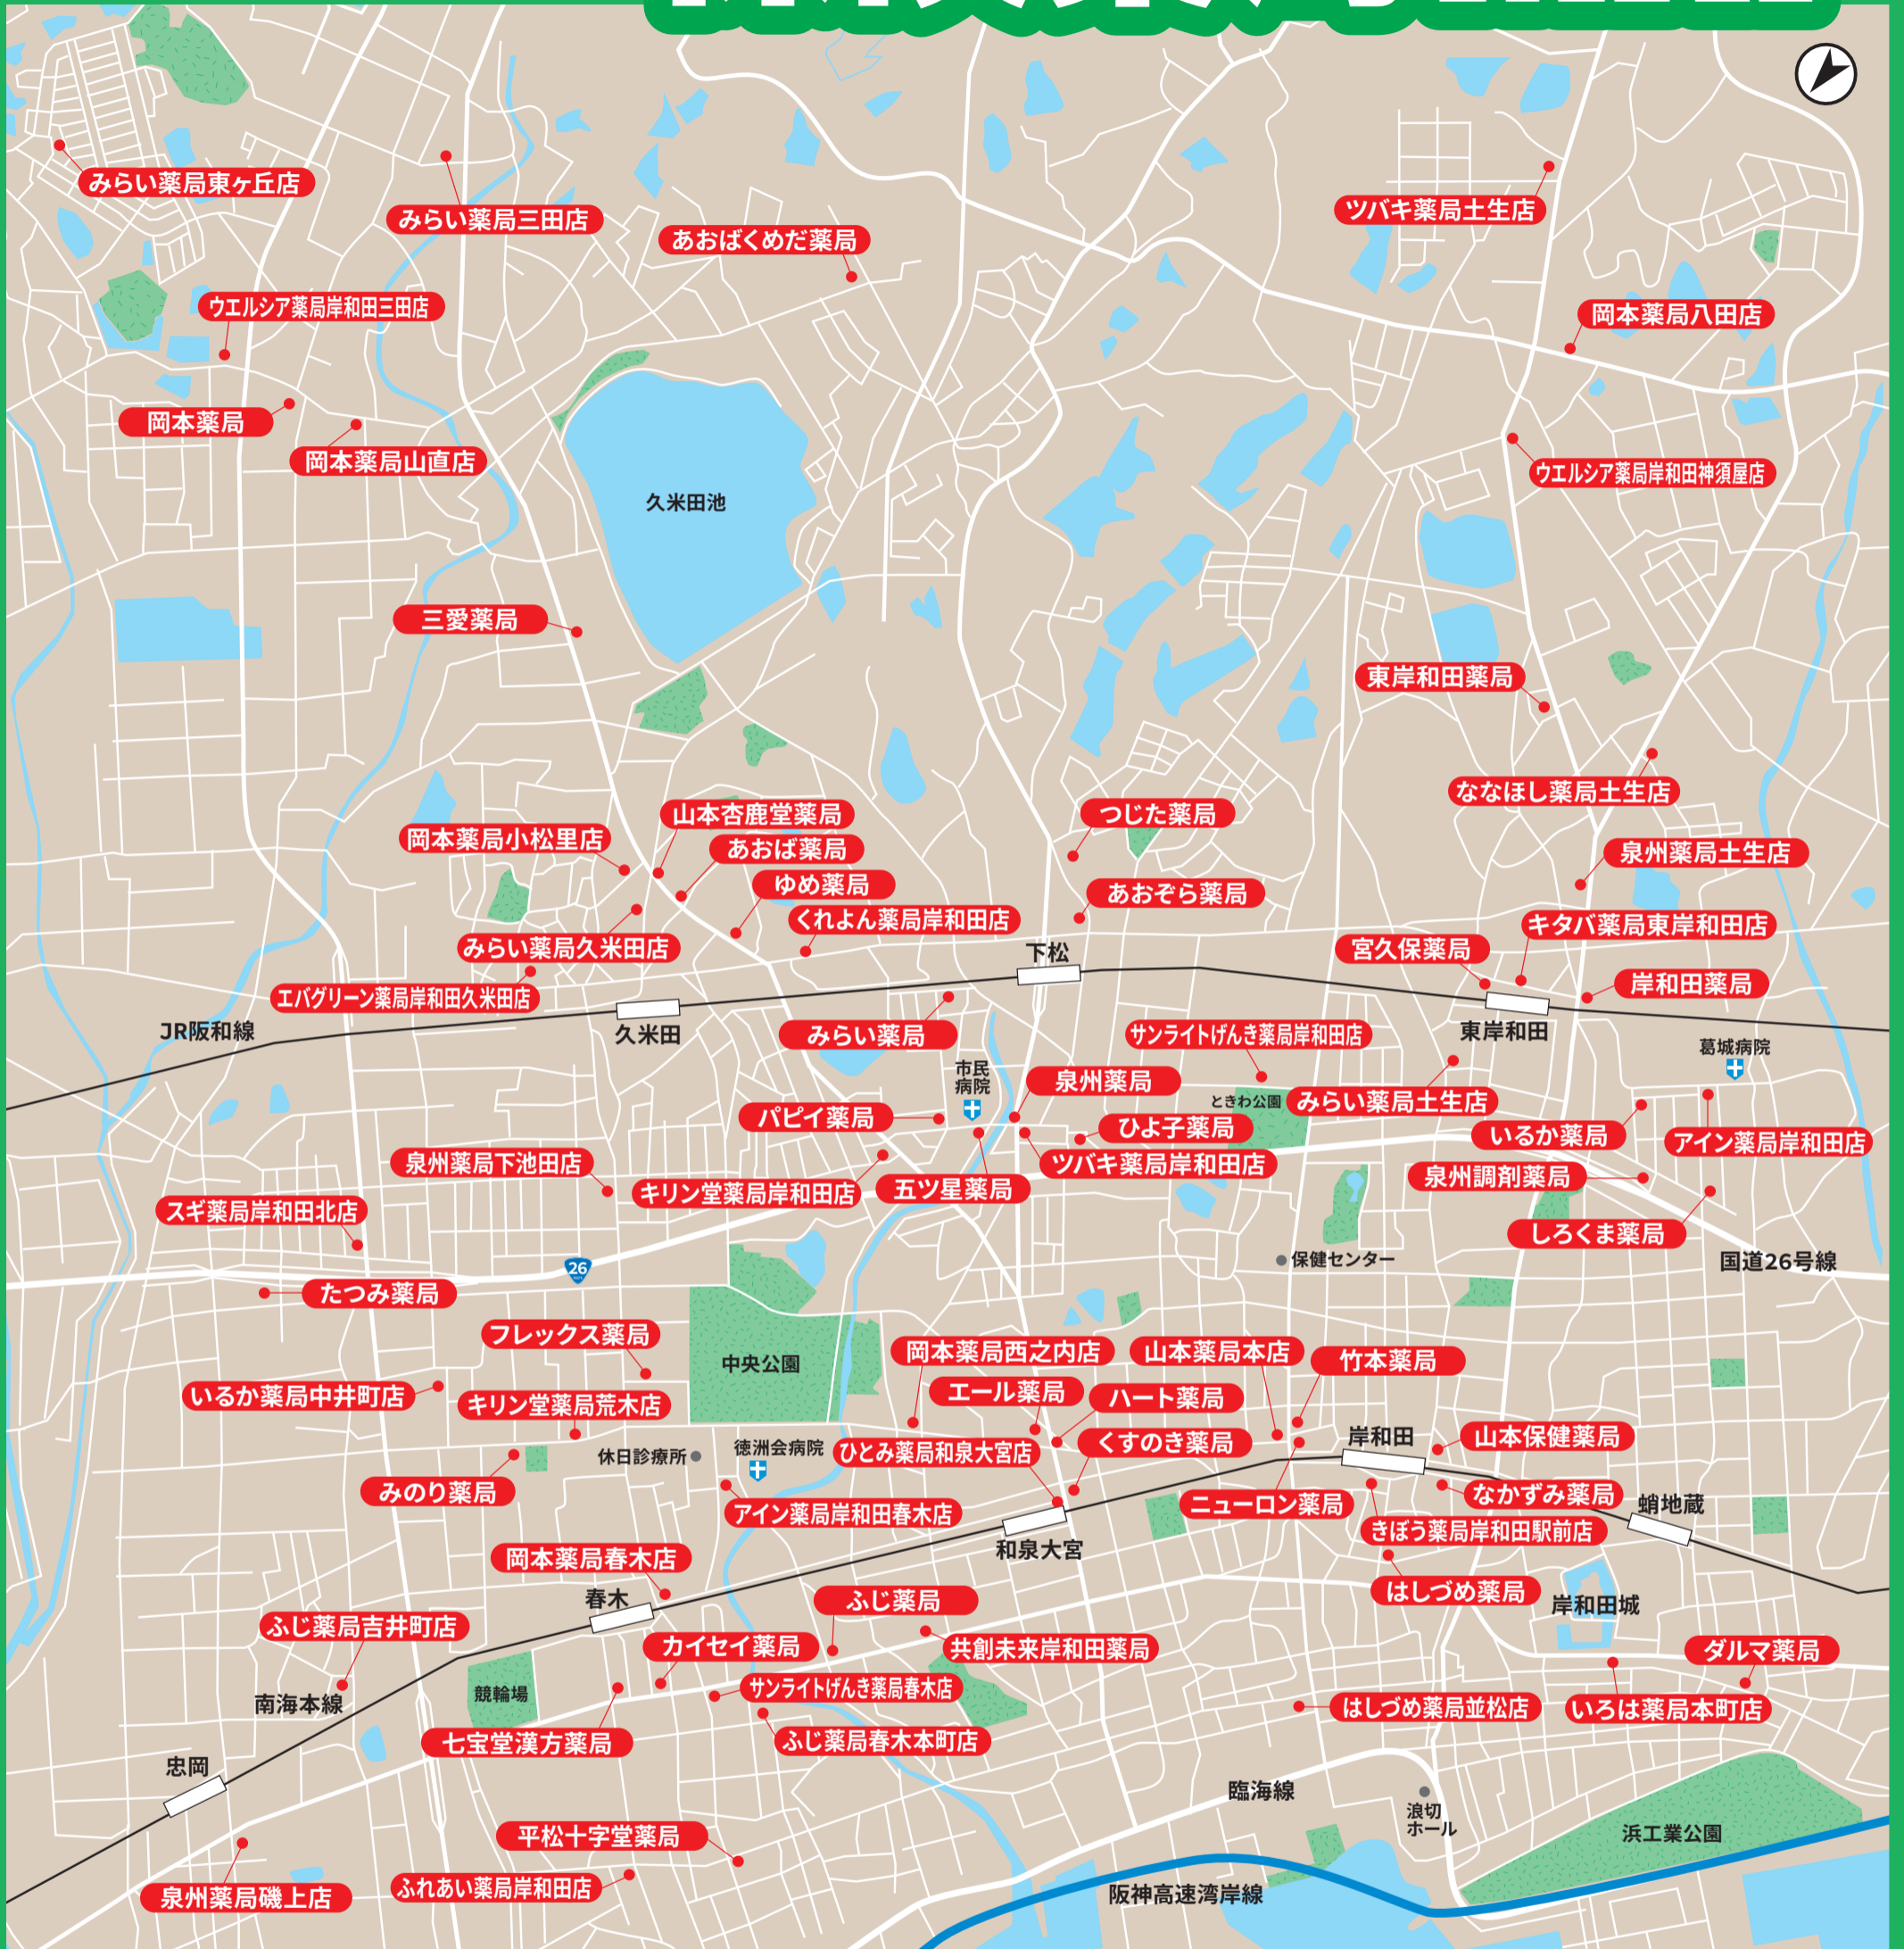 みらい薬局東ヶ丘店
みらい薬局三田店
ツバキ薬局土生店
あおばくめだ薬局
ウエルシア薬局岸和田三田店
岡本薬局八田店
岡本薬局
岡本薬局山直店
ウエルシア薬局岸和田神須屋店
久米田池
三愛薬局
東岸和田薬局
ななほし薬局土生店
山本杏鹿堂薬局
つじた薬局
岡本薬局小松里店
あおば薬局
泉州薬局土生店
ゆめ薬局
あおぞら薬局
くれよん薬局岸和田店
キタバ薬局東岸和田店
みらい薬局久米田店
下松
宮久保薬局
エバグリーン薬局岸和田久米田店
岸和田薬局
JR阪和線
久米田
みらい薬局
サンライトげんき薬局岸和田店
東岸和田
葛城病院
市民
病院
泉州薬局
ときわ公園
みらい薬局土生店
パピイ薬局
ひよ子薬局
いるか薬局
アイン薬局岸和田店
泉州薬局下池田店
ツバキ薬局岸和田店
泉州調剤薬局
キリン堂薬局岸和田店
五ツ星薬局
スギ薬局岸和田北店
しろくま薬局
保健センター
国道26号線
26
たつみ薬局
フレックス薬局
中央公園
岡本薬局西之内店
山本薬局本店
竹本薬局
いるか薬局中井町店
キリン堂薬局荒木店
エール薬局
ハート薬局
岸和田
山本保健薬局
休日診療所
徳洲会病院
ひとみ薬局和泉大宮店
くすのき薬局
みのり薬局
なかずみ薬局
ニューロン薬局
蛸地蔵
アイン薬局岸和田春木店
きぼう薬局岸和田駅前店
和泉大宮
岡本薬局春木店
はしづめ薬局
春木
ふじ薬局
岸和田城
ふじ薬局吉井町店
カイセイ薬局
共創未来岸和田薬局
ダルマ薬局
サンライトげんき薬局春木店
競輪場
南海本線
はしづめ薬局並松店
いろは薬局本町店
七宝堂漢方薬局
ふじ薬局春木本町店
忠岡
臨海線
浪切
ホール
平松十字堂薬局
浜工業公園
ふれあい薬局岸和田店
阪神高速湾岸線
泉州薬局磯上店